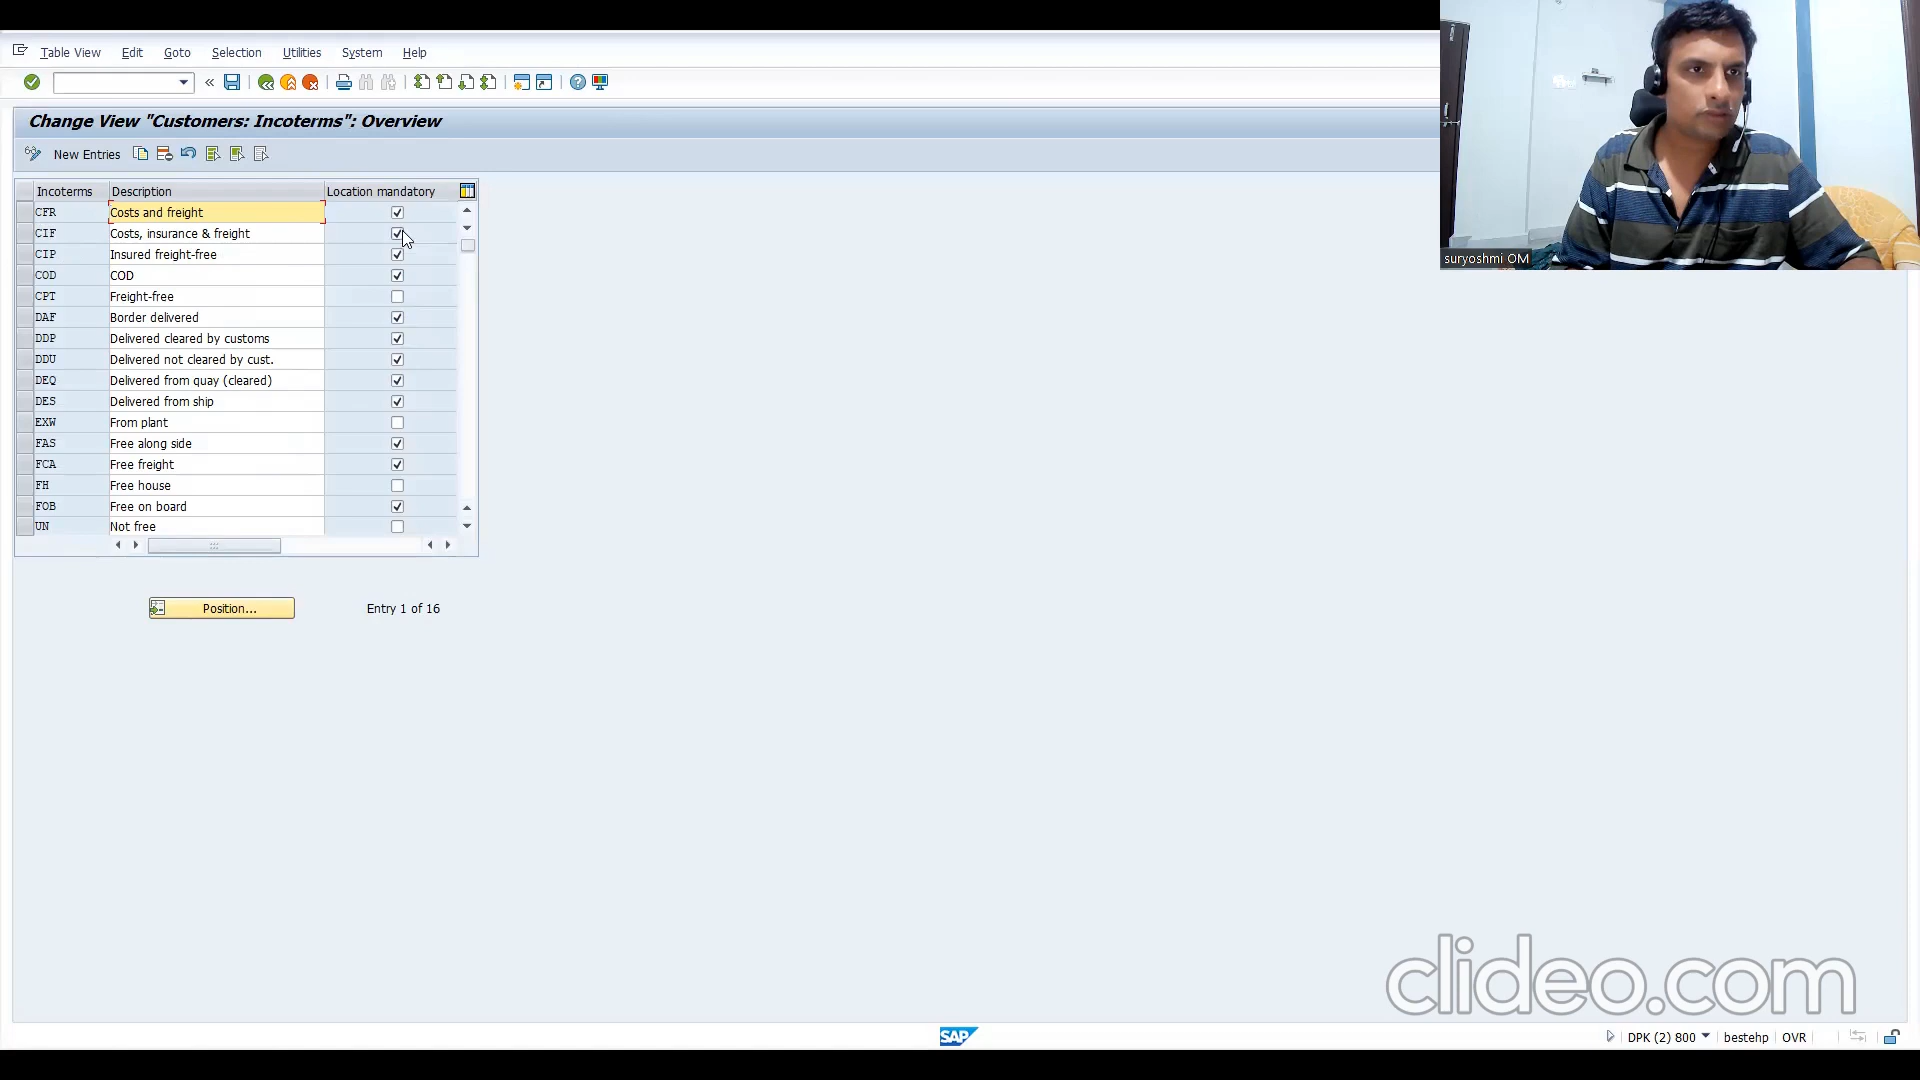 Table View Edit Goto Selection Utilities System Help
Change View "Customers: Incoterms": Overview
New Entries
Incoterms Description Location mandatory
CFR Costs and freight
CIF Costs, insurance & freight
CIP Insured freight-free
COD COD
CPT Freight-free
DAF Border delivered
DDP Delivered cleared by customs
DDU Delivered not cleared by cust.
DEQ Delivered from quay (cleared)
DES Delivered from ship
EXW From plant
FAS Free along side
FCA Free freight
FH Free house
FOB Free on board
UN Not free
Position... Entry 1 of 16
suryoshmi OM
clideo.com
SAP
DPK (2) 800 bestehp OVR